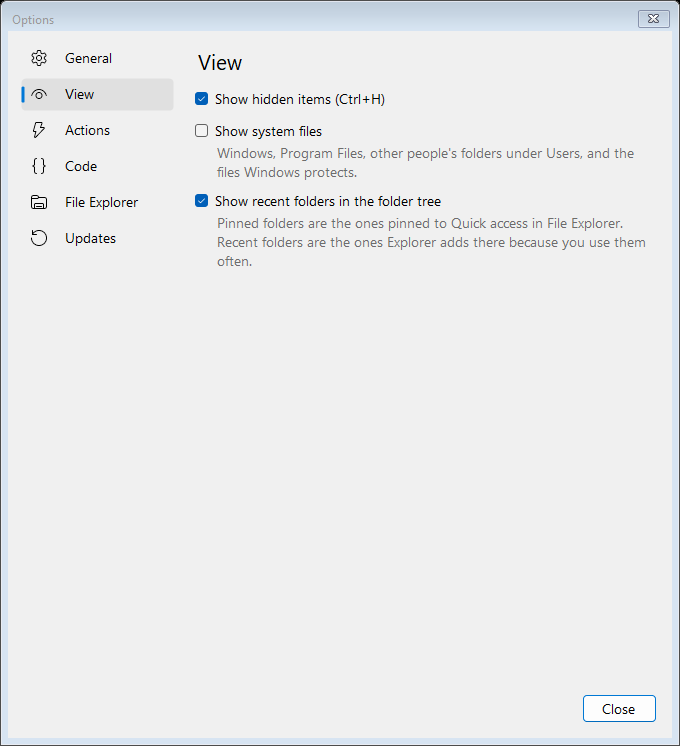 Options
General
View
Actions
Code
File Explorer
Updates
View
Show hidden items (Ctrl+H)
Show system files
Windows, Program Files, other people's folders under Users, and the
files Windows protects.
Show recent folders in the folder tree
Pinned folders are the ones pinned to Quick access in File Explorer.
Recent folders are the ones Explorer adds there because you use them
often.
Close